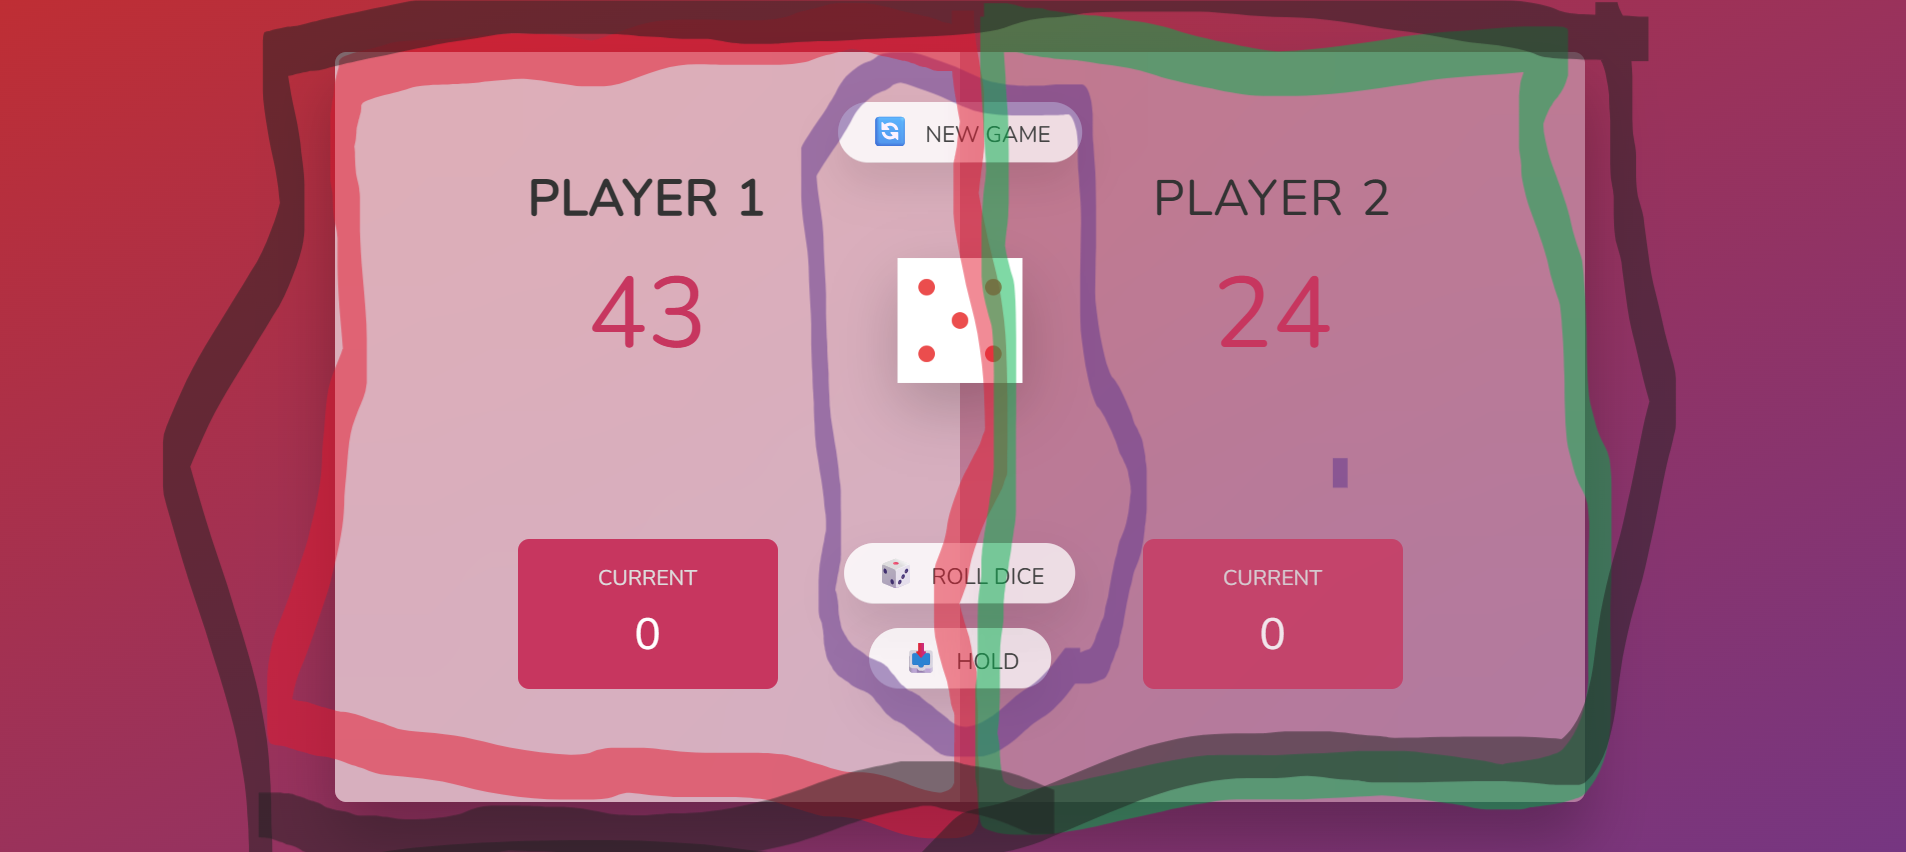 NEW GAME
PLAYER 1
PLAYER 2
43
24
ROLL DICE
CURRENT
0
CURRENT
0
HOLD